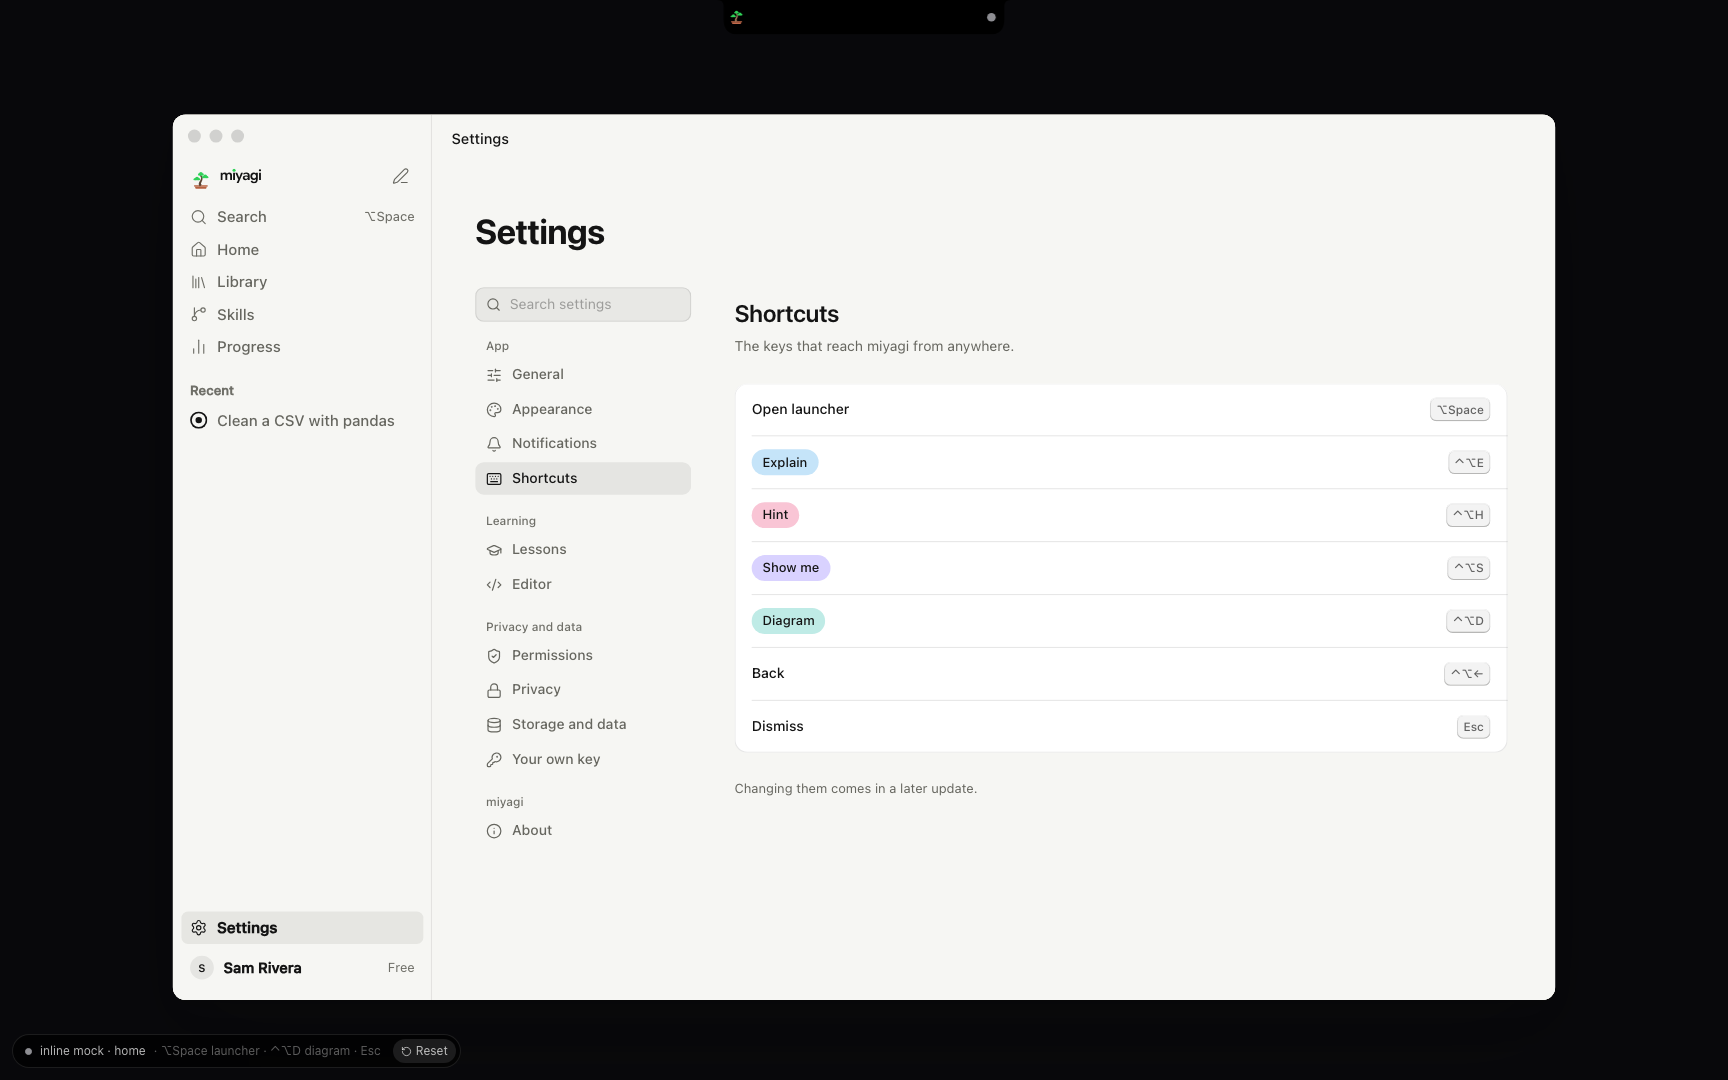 Settings
miyagi
Search ⌥Space
Home
Library
Skills
Progress
Recent
Clean a CSV with pandas
Settings
S Sam Rivera Free
Settings
Search settings
App
General
Appearance
Notifications
Shortcuts
Learning
Lessons
Editor
Privacy and data
Permissions
Privacy
Storage and data
Your own key
miyagi
About
Shortcuts
The keys that reach miyagi from anywhere.
Open launcher ⌥Space
Explain ^⌥E
Hint ^⌥H
Show me ^⌥S
Diagram ^⌥D
Back ^⌥←
Dismiss Esc
Changing them comes in a later update.
inline mock · home · ⌥Space launcher · ^⌥D diagram · Esc Reset